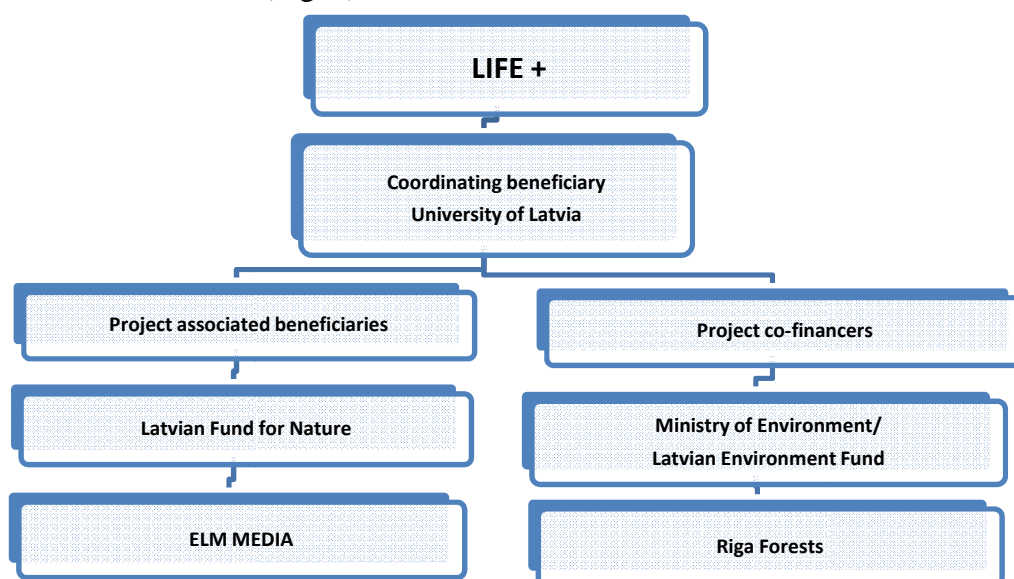 LIFE +
Coordinating beneficiary
University of Latvia
Project associated beneficiaries
Project co-financers
Latvian Fund for Nature
Ministry of Environment/
Latvian Environment Fund
ELM MEDIA
Riga Forests